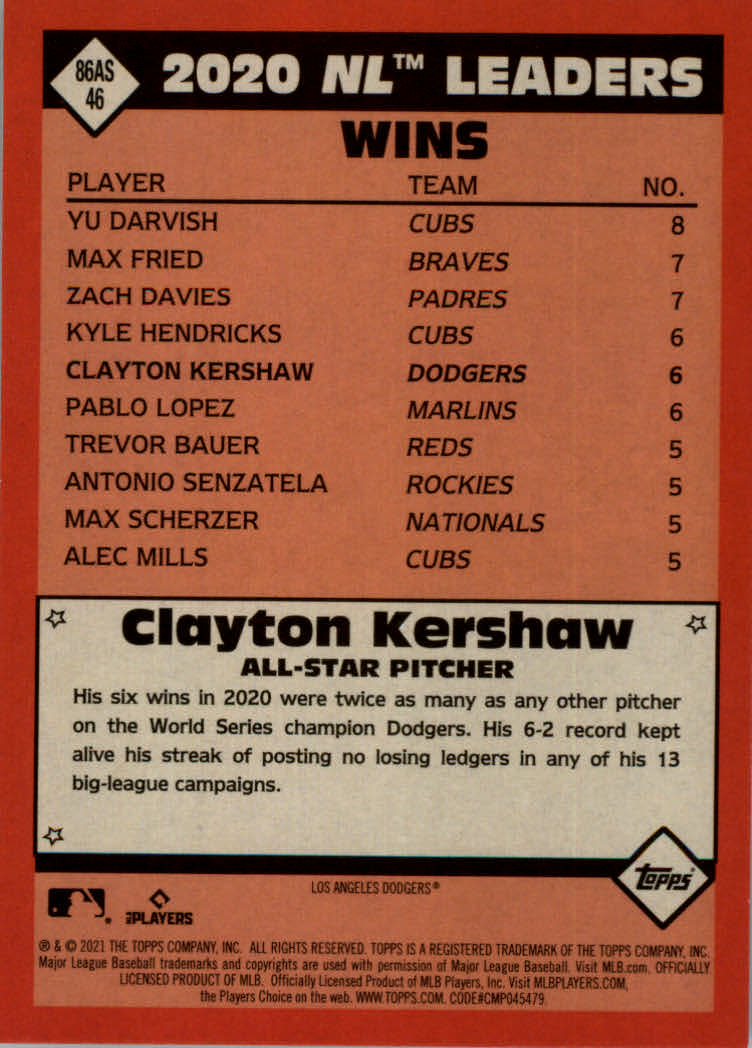 86AS
46
2020 NL™ LEADERS
WINS
PLAYER TEAM NO.
YU DARVISH CUBS 8
MAX FRIED BRAVES 7
ZACH DAVIES PADRES 7
KYLE HENDRICKS CUBS 6
CLAYTON KERSHAW DODGERS 6
PABLO LOPEZ MARLINS 6
TREVOR BAUER REDS 5
ANTONIO SENZATELA ROCKIES 5
MAX SCHERZER NATIONALS 5
ALEC MILLS CUBS 5
Clayton Kershaw
ALL-STAR PITCHER
His six wins in 2020 were twice as many as any other pitcher
on the World Series champion Dodgers. His 6-2 record kept
alive his streak of posting no losing ledgers in any of his 13
big-league campaigns.
topps®
LOS ANGELES DODGERS®
MLB PLAYERS
® & © 2021 THE TOPPS COMPANY, INC. ALL RIGHTS RESERVED. TOPPS IS A REGISTERED TRADEMARK OF THE TOPPS COMPANY, INC.
Major League Baseball trademarks and copyrights are used with permission of Major League Baseball. Visit MLB.com. OFFICIALLY
LICENSED PRODUCT OF MLB. Officially Licensed Product of MLB Players, Inc. Visit MLBPLAYERS.COM,
the Players Choice on the web. WWW.TOPPS.COM. CODE#CMP045479.